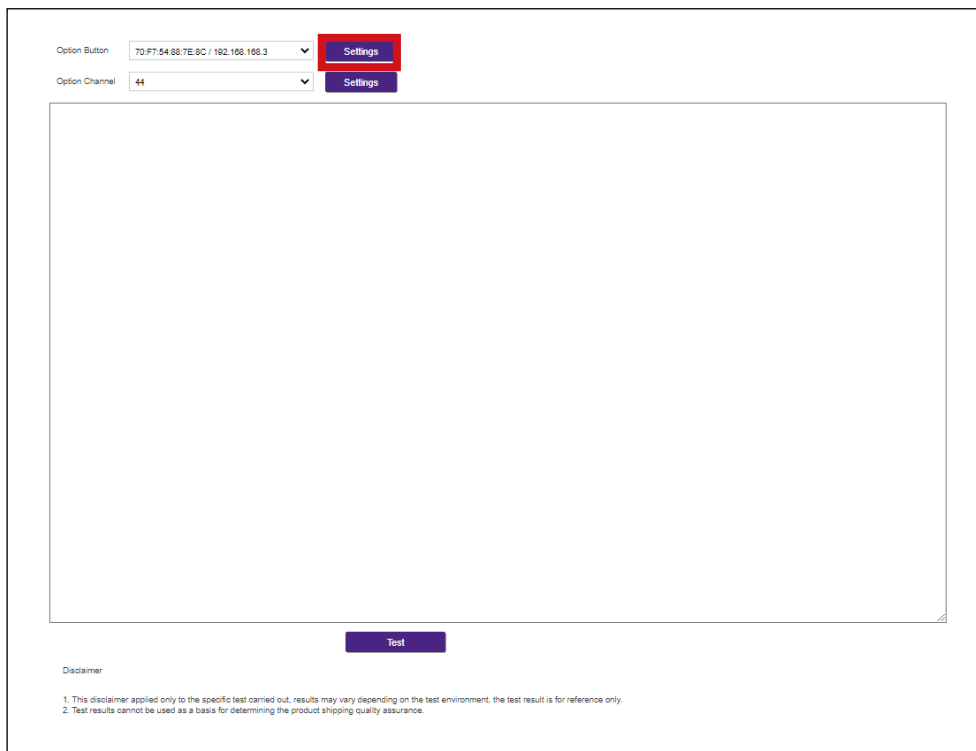 Option Button 70:F7:54:88:7E:8C / 192.168.168.3 Settings
Option Channel 44 Settings
Test
Disclaimer
1. This disclaimer applied only to the specific test carried out, results may vary depending on the test environment, the test result is for reference only.
2. Test results cannot be used as a basis for determining the product shipping quality assurance.